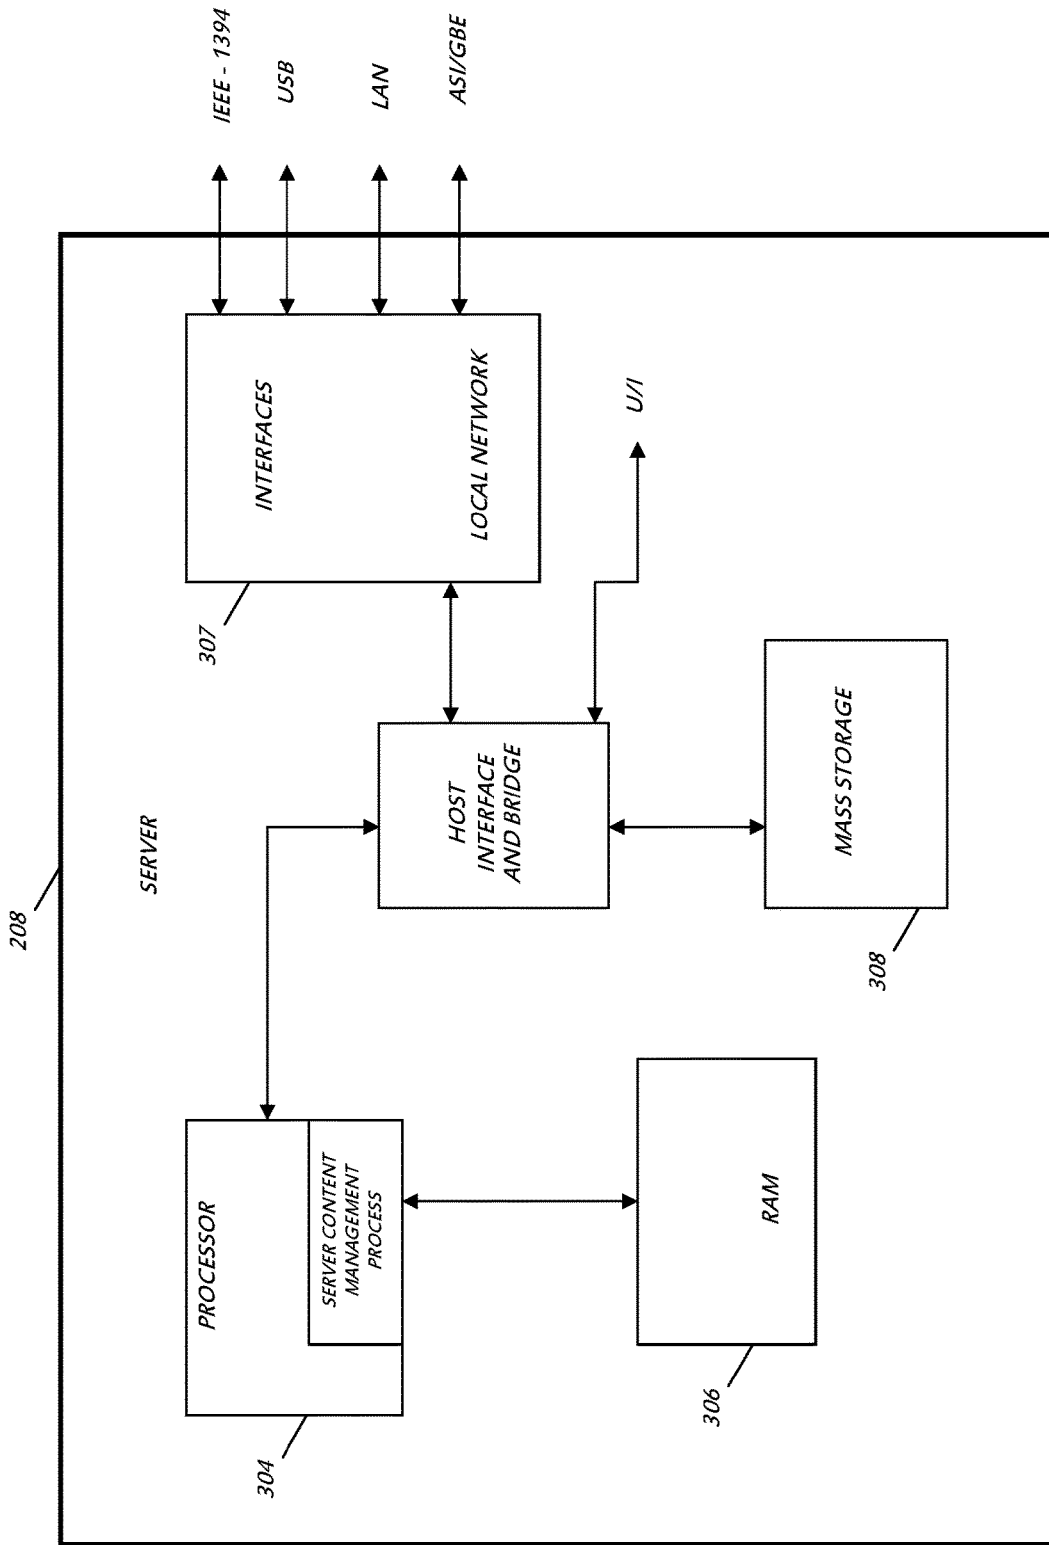 208
SERVER
304
PROCESSOR
SERVER CONTENT
MANAGEMENT
PROCESS
307
INTERFACES
LOCAL NETWORK
IEEE - 1394
USB
LAN
ASI/GBE
HOST
INTERFACE
AND BRIDGE
U/I
306
RAM
308
MASS STORAGE